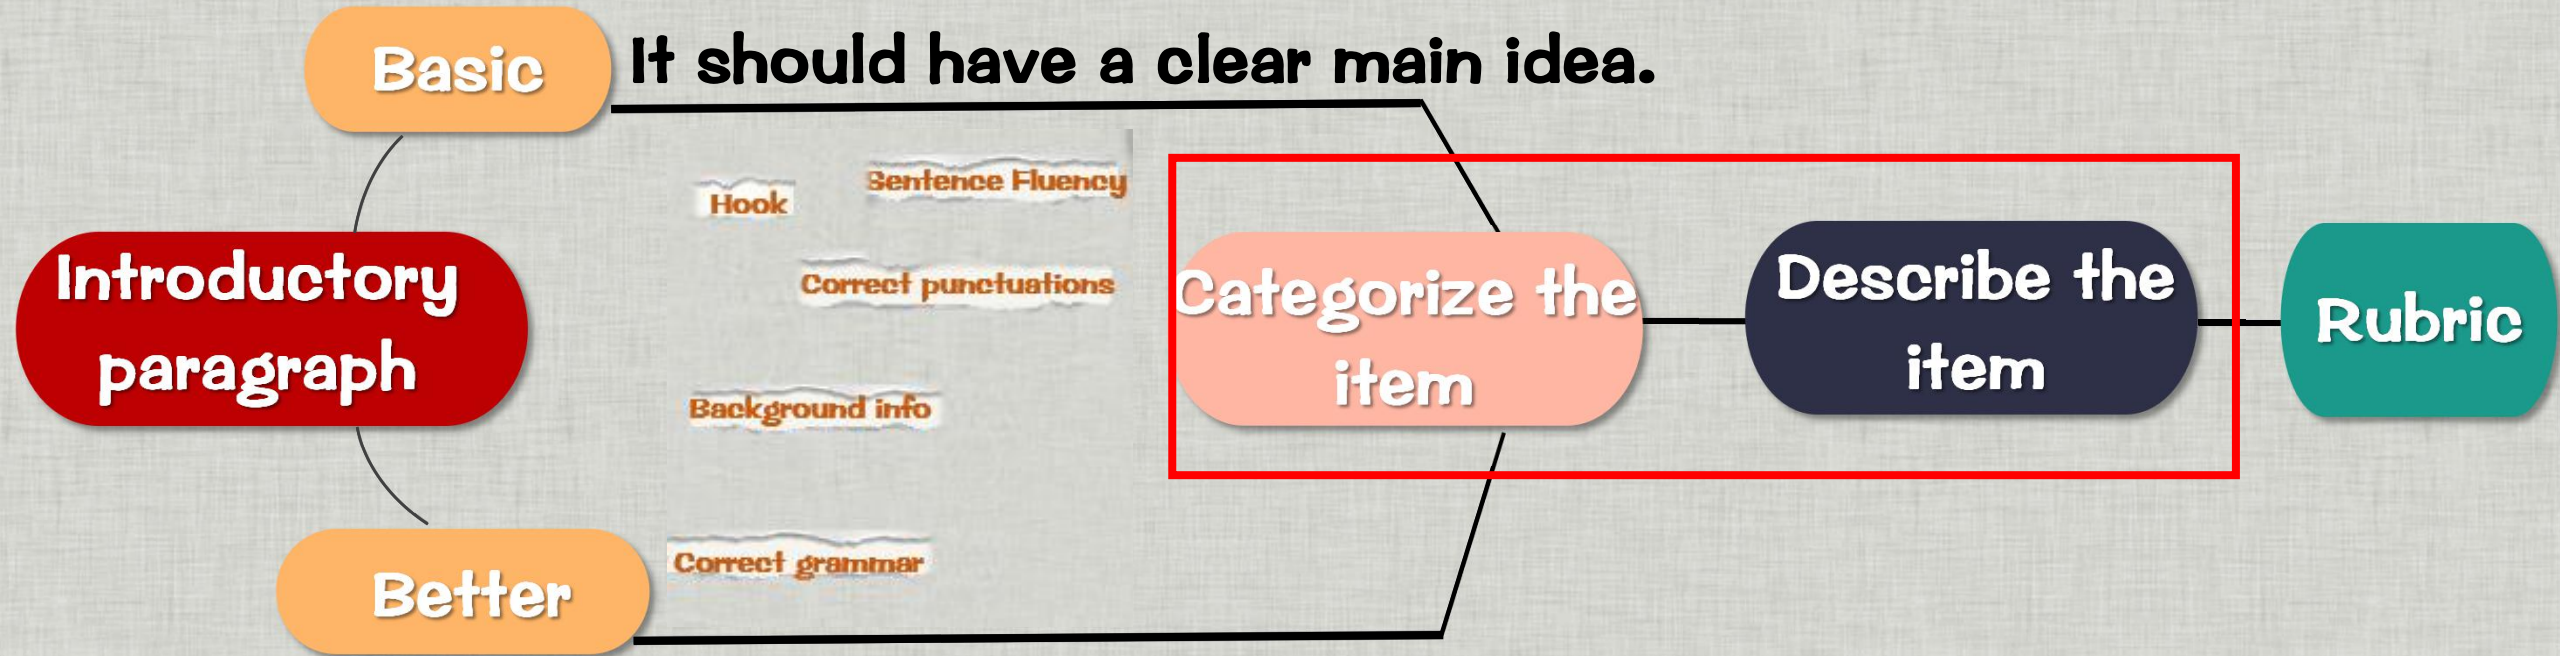 Basic
It should have a clear main idea.
Hook
Sentence Fluency
Correct punctuations
Introductory
paragraph
Categorize the
item
Describe the
item
Rubric
Background info
Correct grammar
Better